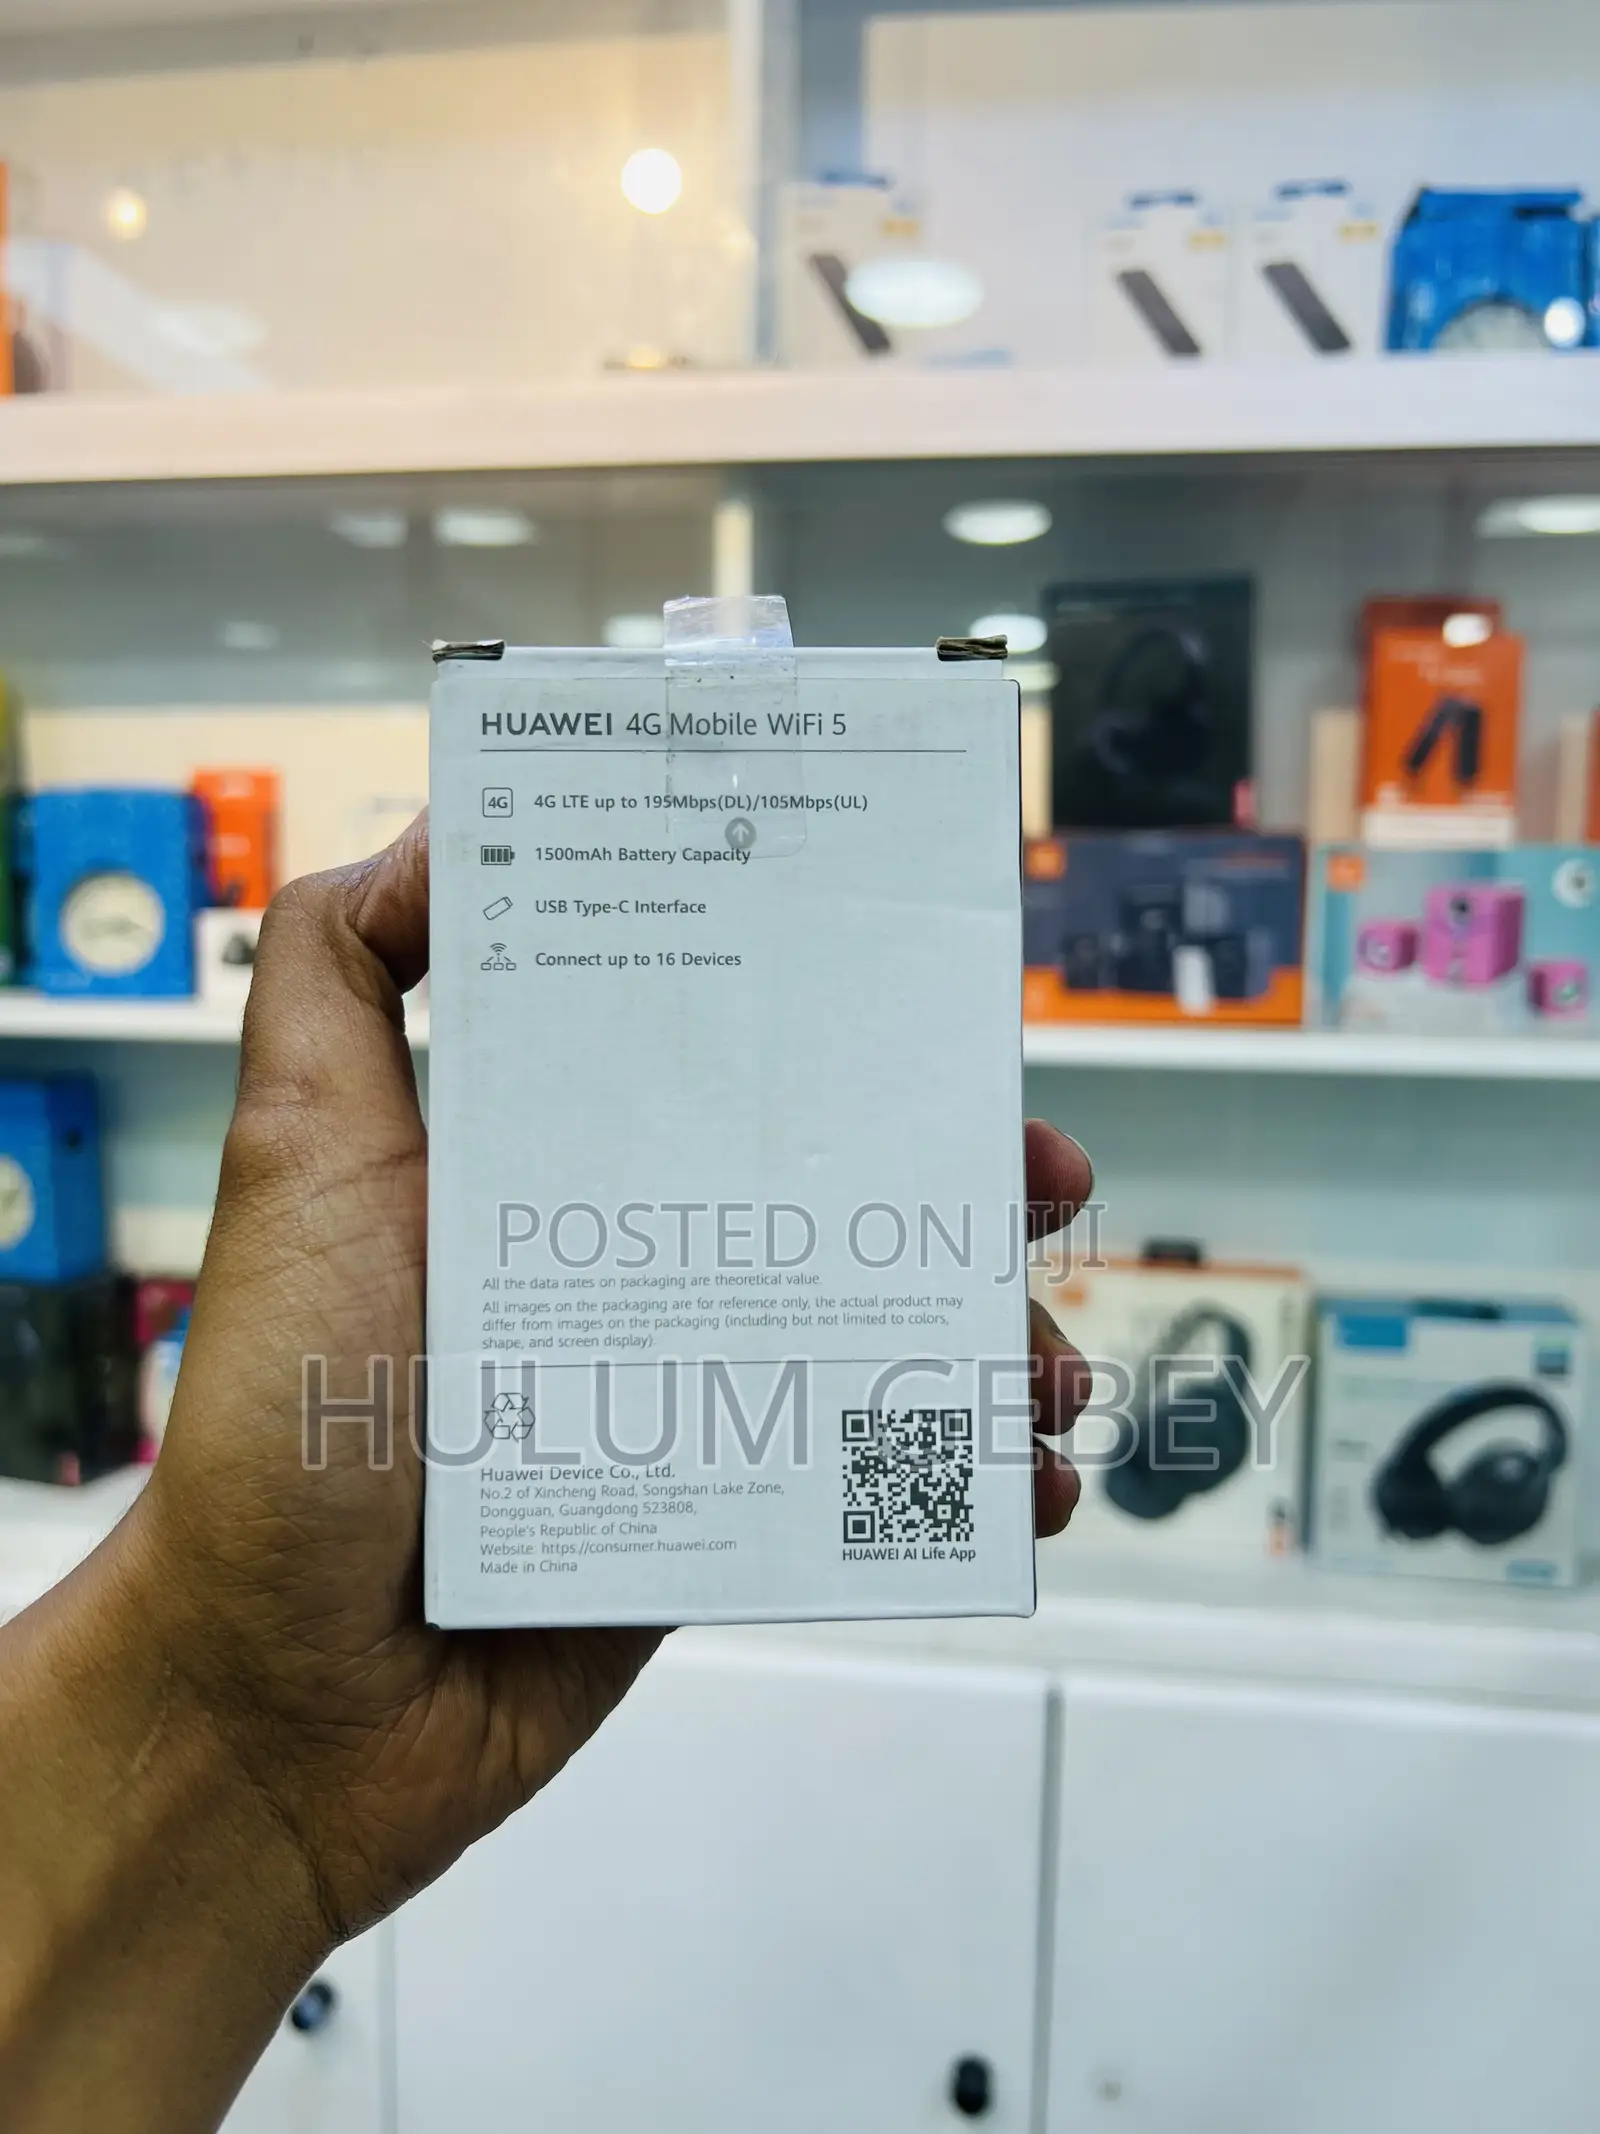 HUAWEI 4G Mobile WiFi 5
4G 4G LTE up to 195Mbps(DL)/105Mbps(UL)
1500mAh Battery Capacity
USB Type-C Interface
Connect up to 16 Devices
POSTED ON JIJI
All the data rates on packaging are theoretical value.
All images on the packaging are for reference only, the actual product may
differ from images on the packaging (including but not limited to colors,
shape, and screen display).
HULUM GEBEY
Huawei Device Co., Ltd.
No.2 of Xincheng Road, Songshan Lake Zone,
Dongguan, Guangdong 523808,
People's Republic of China
Website: https://consumer.huawei.com
Made in China
HUAWEI AI Life App